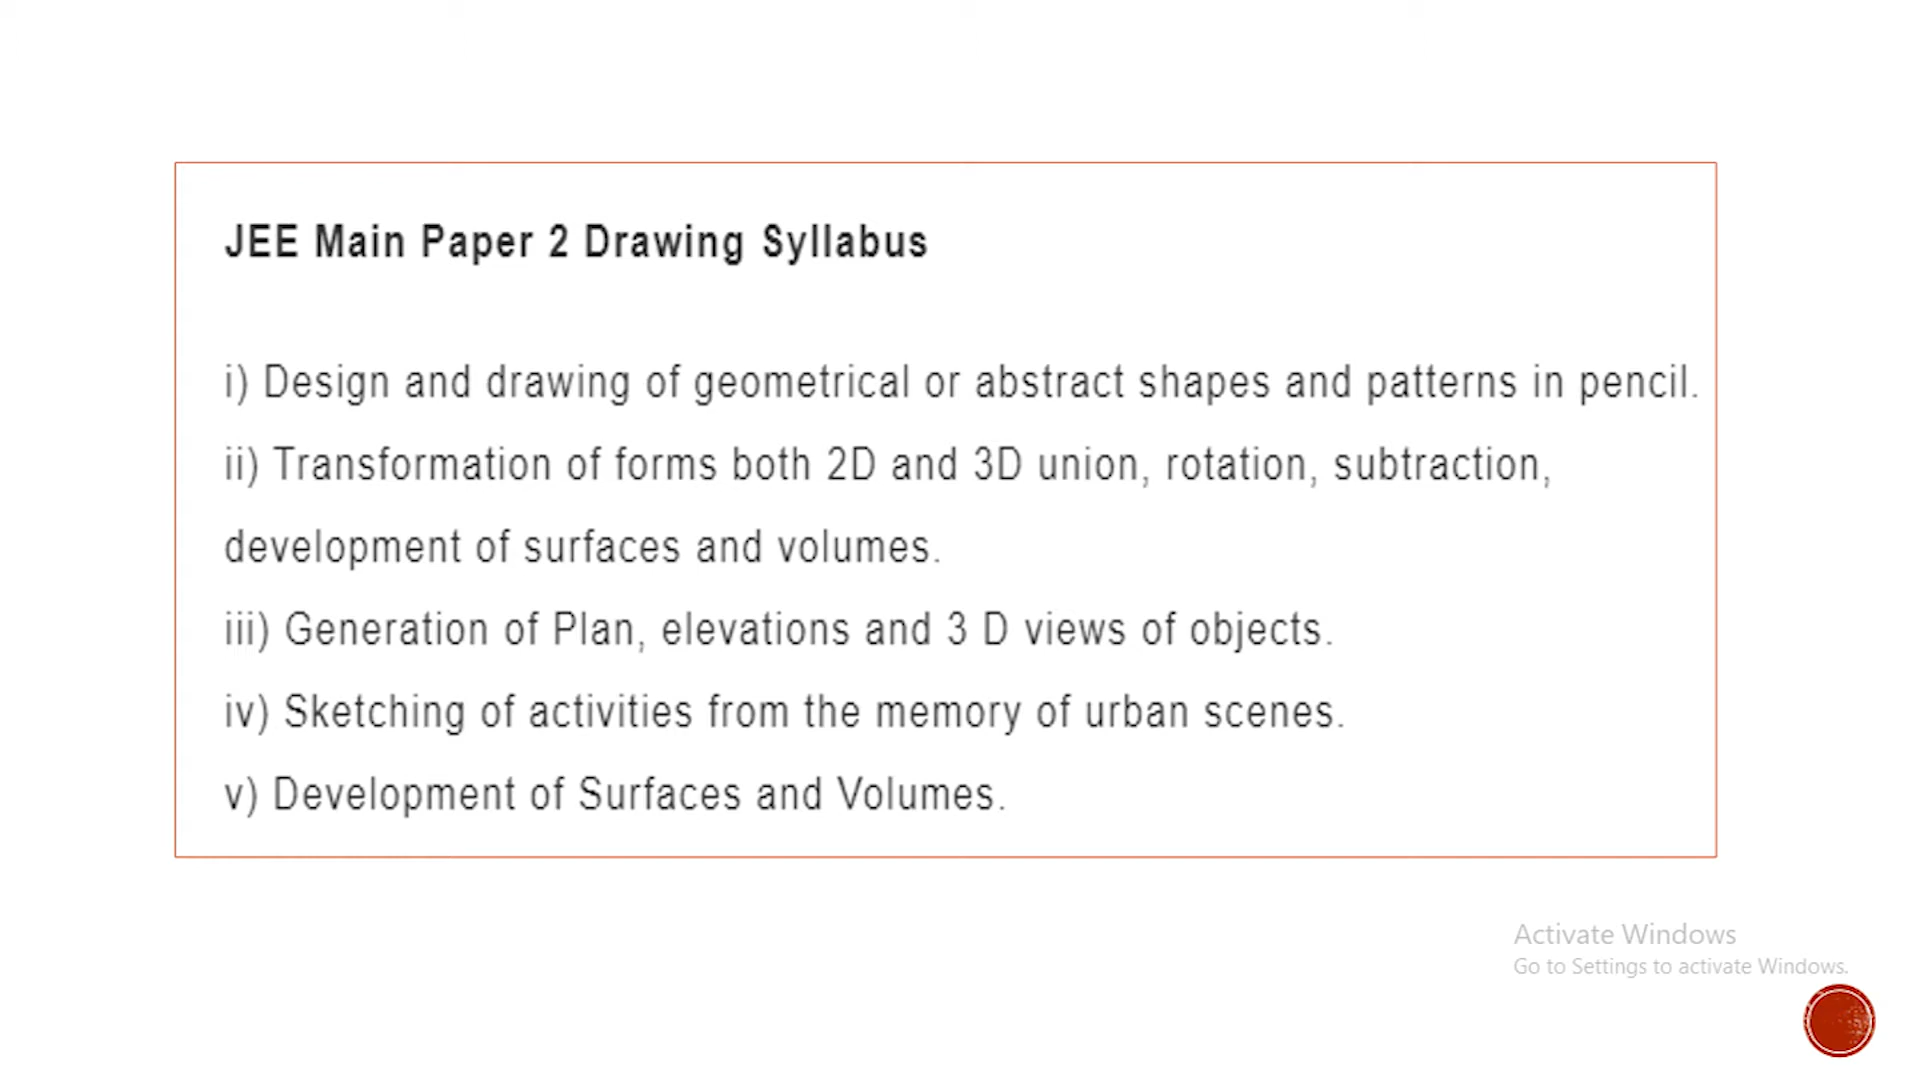 JEE Main Paper 2 Drawing Syllabus
i) Design and drawing of geometrical or abstract shapes and patterns in pencil.
ii) Transformation of forms both 2D and 3D union, rotation, subtraction,
development of surfaces and volumes.
iii) Generation of Plan, elevations and 3 D views of objects.
iv) Sketching of activities from the memory of urban scenes.
v) Development of Surfaces and Volumes.
Activate Windows
Go to Settings to activate Windows.